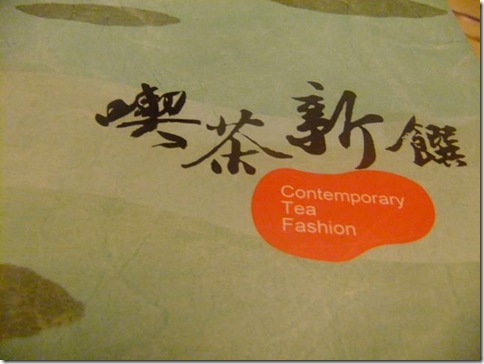 喫茶新饌
Contemporary
Tea
Fashion